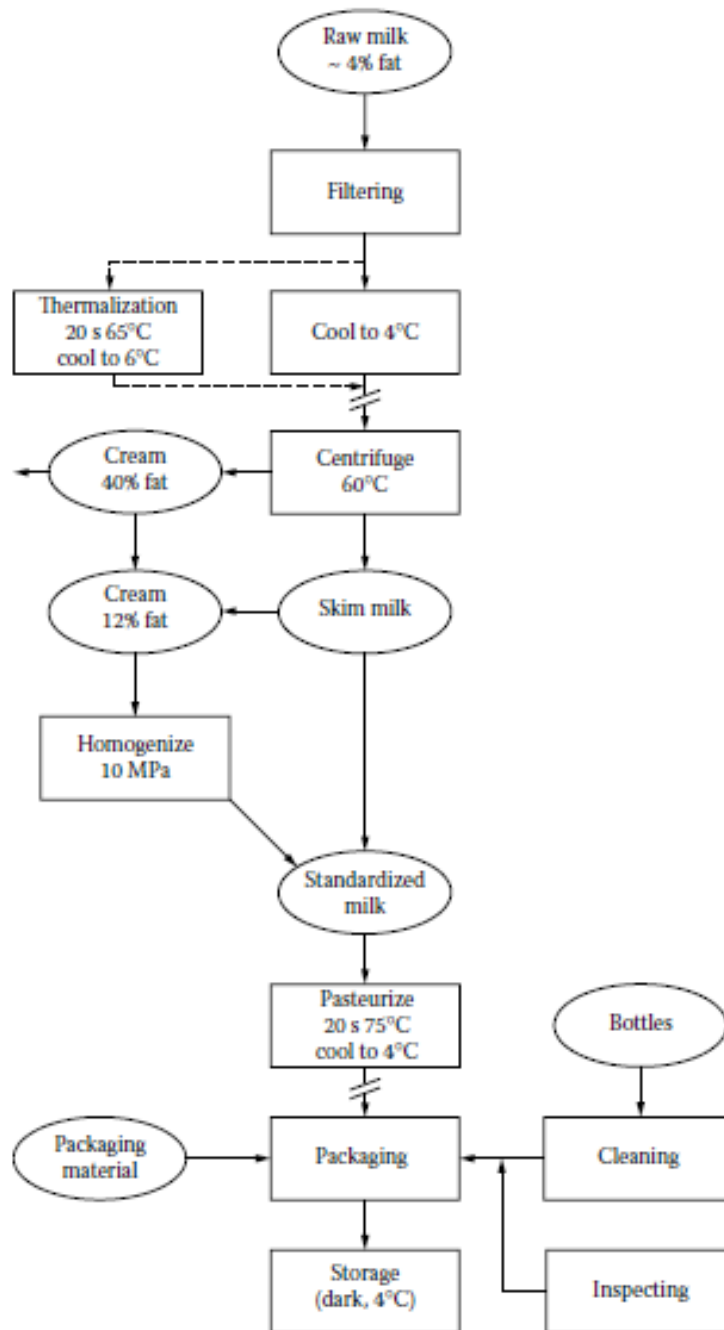 Raw milk
~ 4% fat
Filtering
Thermalization
20 s 65°C
cool to 6°C
Cool to 4°C
Cream
40% fat
Centrifuge
60°C
Cream
12% fat
Skim milk
Homogenize
10 MPa
Standardized
milk
Pasteurize
20 s 75°C
cool to 4°C
Bottles
Packaging
material
Packaging
Cleaning
Storage
(dark, 4°C)
Inspecting